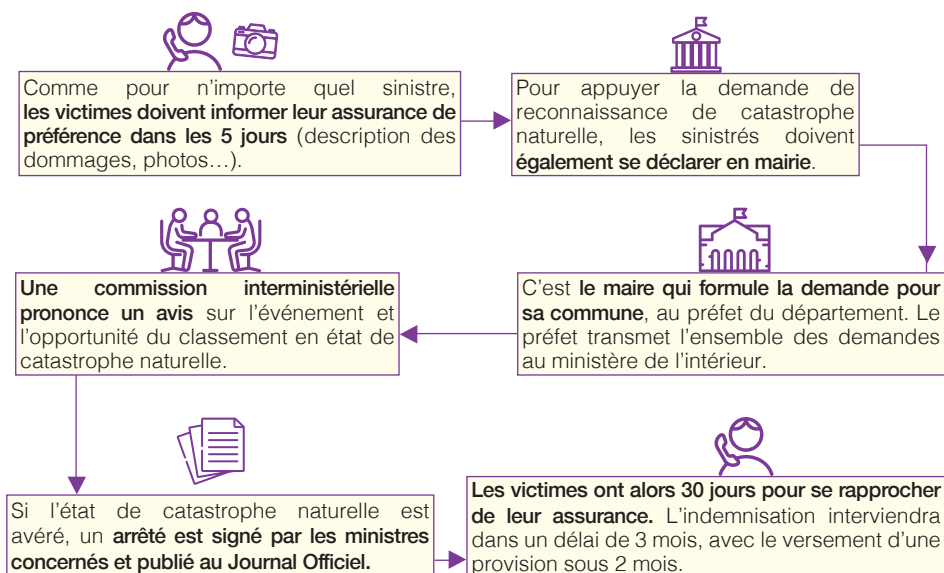 Comme pour n'importe quel sinistre,
les victimes doivent informer leur assurance de
préférence dans les 5 jours (description des
dommages, photos…).
Pour appuyer la demande de
reconnaissance de catastrophe
naturelle, les sinistrés doivent
également se déclarer en mairie.
C'est le maire qui formule la demande pour
sa commune, au préfet du département. Le
préfet transmet l'ensemble des demandes
au ministère de l'intérieur.
Une commission interministérielle
prononce un avis sur l'événement et
l'opportunité du classement en état de
catastrophe naturelle.
Si l'état de catastrophe naturelle est
avéré, un arrêté est signé par les ministres
concernés et publié au Journal Officiel.
Les victimes ont alors 30 jours pour se rapprocher
de leur assurance. L'indemnisation interviendra
dans un délai de 3 mois, avec le versement d'une
provision sous 2 mois.